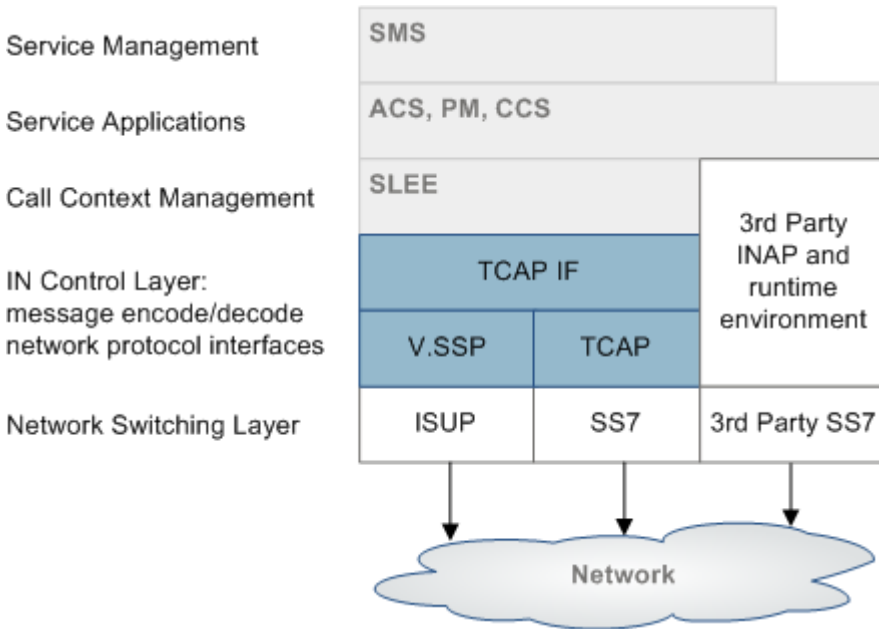 Service Management
SMS
Service Applications
ACS, PM, CCS
Call Context Management
SLEE
3rd Party
INAP and
runtime
environment
IN Control Layer:
message encode/decode
network protocol interfaces
TCAP IF
V.SSP
TCAP
Network Switching Layer
ISUP
SS7
3rd Party SS7
Network